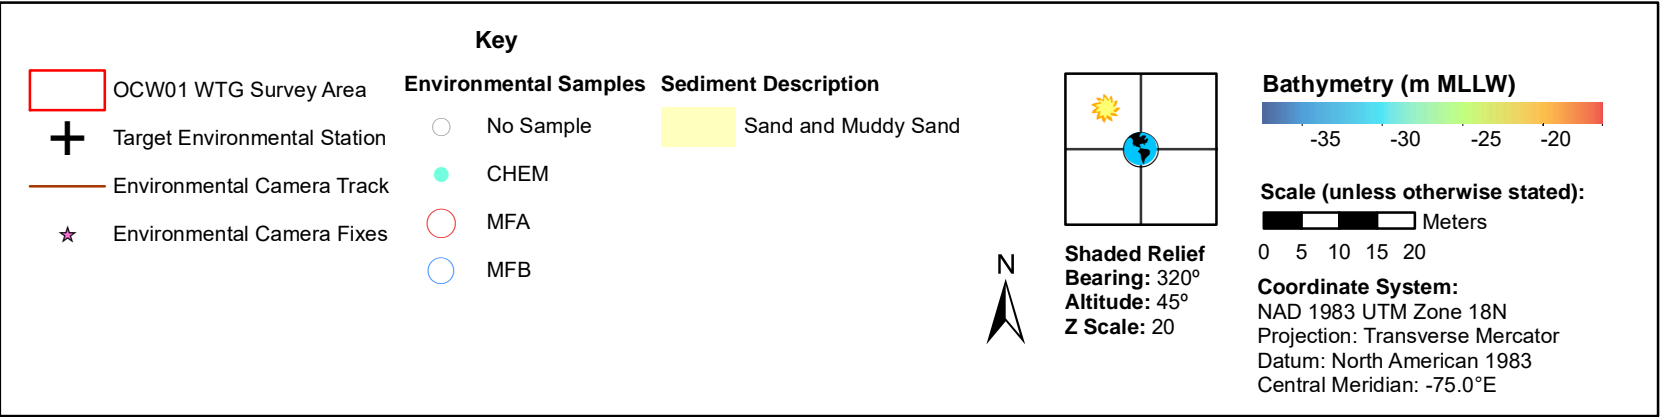 Key
OCW01 WTG Survey Area
Target Environmental Station
Environmental Camera Track
Environmental Camera Fixes
Environmental Samples
No Sample
CHEM
MFA
MFB
Sediment Description
Sand and Muddy Sand
N
Shaded Relief
Bearing: 320º
Altitude: 45º
Z Scale: 20
Bathymetry (m MLLW)
-35 -30 -25 -20
Scale (unless otherwise stated):
Meters
0 5 10 15 20
Coordinate System:
NAD 1983 UTM Zone 18N
Projection: Transverse Mercator
Datum: North American 1983
Central Meridian: -75.0°E